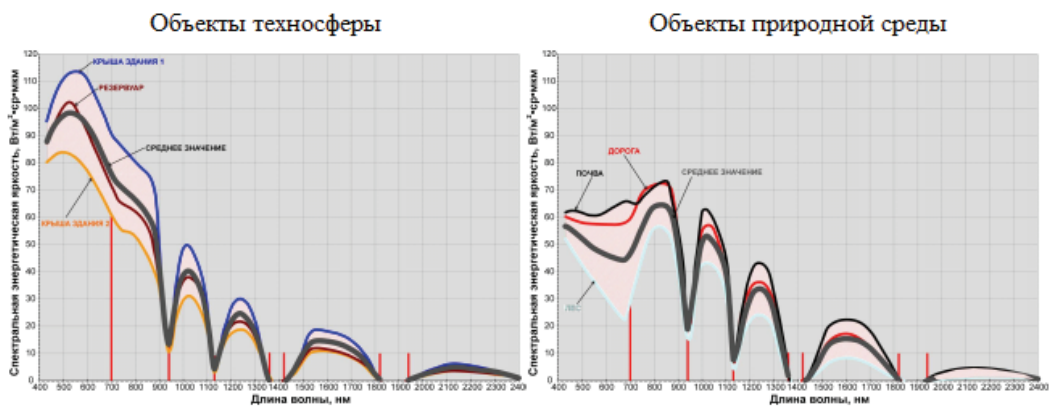 Объекты техносферы
Спектральная энергетическая яркость, Вт/м²*ср*мкм
120
110
100
90
80
70
60
50
40
30
20
10
0
КРЫША ЗДАНИЯ 1
РЕЗЕРВУАР
СРЕДНЕЕ ЗНАЧЕНИЕ
КРЫША ЗДАНИЯ 2
400 500 600 700 800 900 1000 1100 1200 1300 1400 1500 1600 1700 1800 1900 2000 2100 2200 2300 2400
Длина волны, нм
Объекты природной среды
Спектральная энергетическая яркость, Вт/м²*ср*мкм
120
110
100
90
80
70
60
50
40
30
20
10
0
ДОРОГА
ПОЧВА
СРЕДНЕЕ ЗНАЧЕНИЕ
ЛЕС
400 500 600 700 800 900 1000 1100 1200 1300 1400 1500 1600 1700 1800 1900 2000 2100 2200 2300 2400
Длина волны, нм